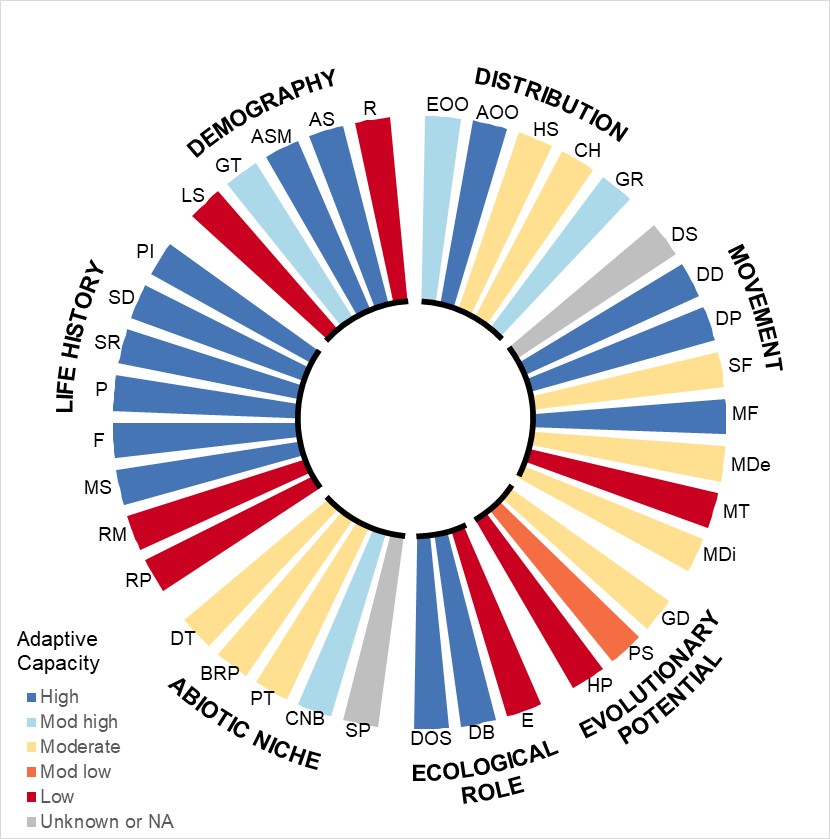 DISTRIBUTION
EOO
AOO
HS
CH
GR
MOVEMENT
DS
DD
DP
SF
MF
MDe
MT
MDi
EVOLUTIONARY
POTENTIAL
GD
PS
HP
ECOLOGICAL
ROLE
E
DB
DOS
ABIOTIC NICHE
SP
CNB
PT
BRP
DT
LIFE HISTORY
RP
RM
MS
F
P
SR
SD
PI
DEMOGRAPHY
LS
GT
ASM
AS
R
Adaptive
Capacity
High
Mod high
Moderate
Mod low
Low
Unknown or NA